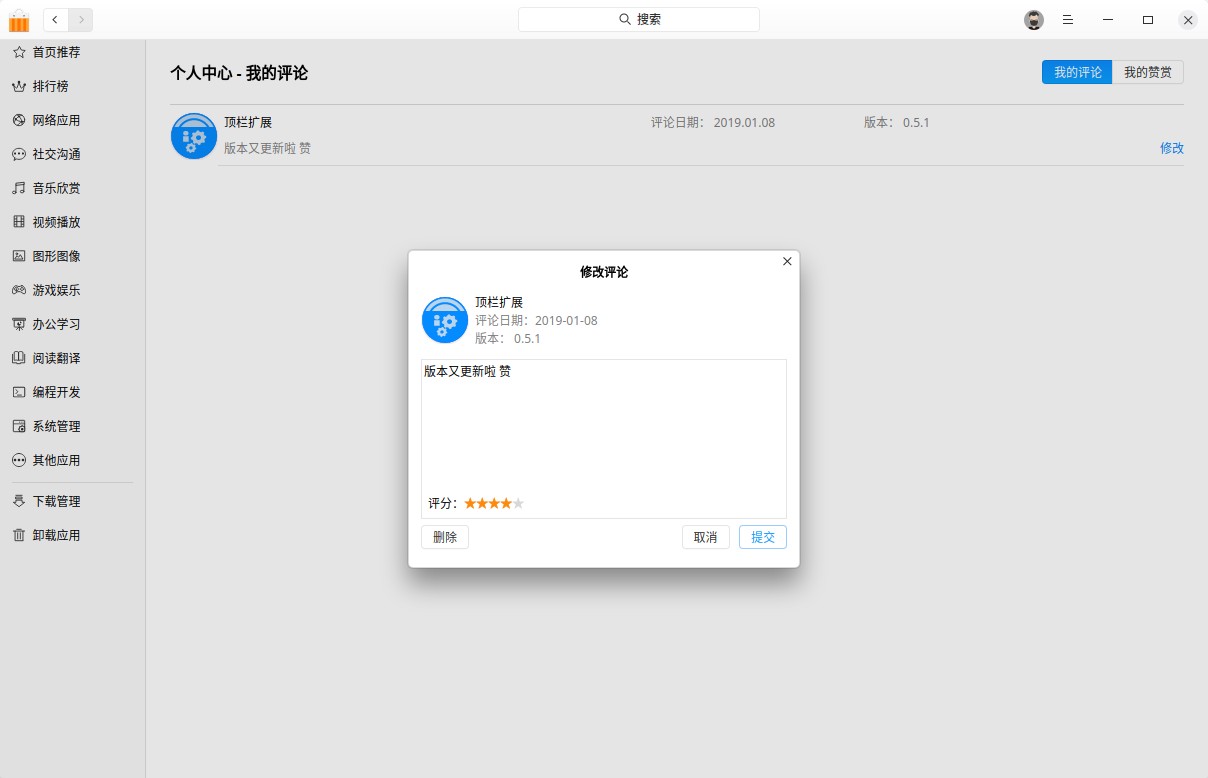 搜索
首页推荐
排行榜
网络应用
社交沟通
音乐欣赏
视频播放
图形图像
游戏娱乐
办公学习
阅读翻译
编程开发
系统管理
其他应用
下载管理
卸载应用
个人中心 - 我的评论
我的评论 我的赞赏
顶栏扩展 评论日期： 2019.01.08 版本： 0.5.1
版本又更新啦 赞 修改
修改评论
顶栏扩展
评论日期：2019-01-08
版本： 0.5.1
版本又更新啦 赞
评分：
删除 取消 提交